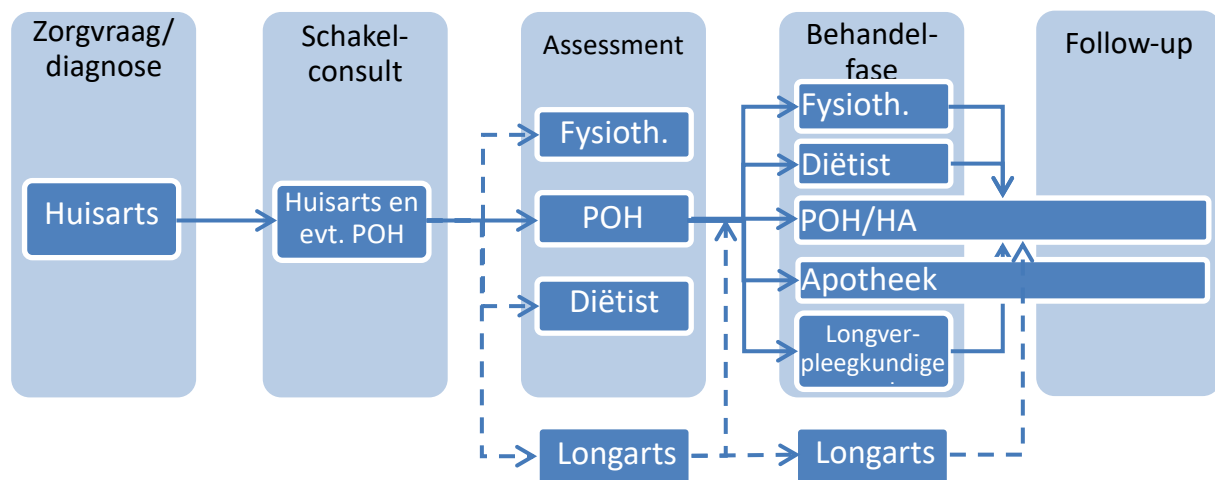 Zorgvraag/
diagnose
Huisarts
Schakel-
consult
Huisarts en
evt. POH
Assessment
Fysioth.
POH
Diëtist
Longarts
Behandel-
fase
Fysioth.
Diëtist
POH/HA
Apotheek
Longver-
pleegkundige
Longarts
Follow-up